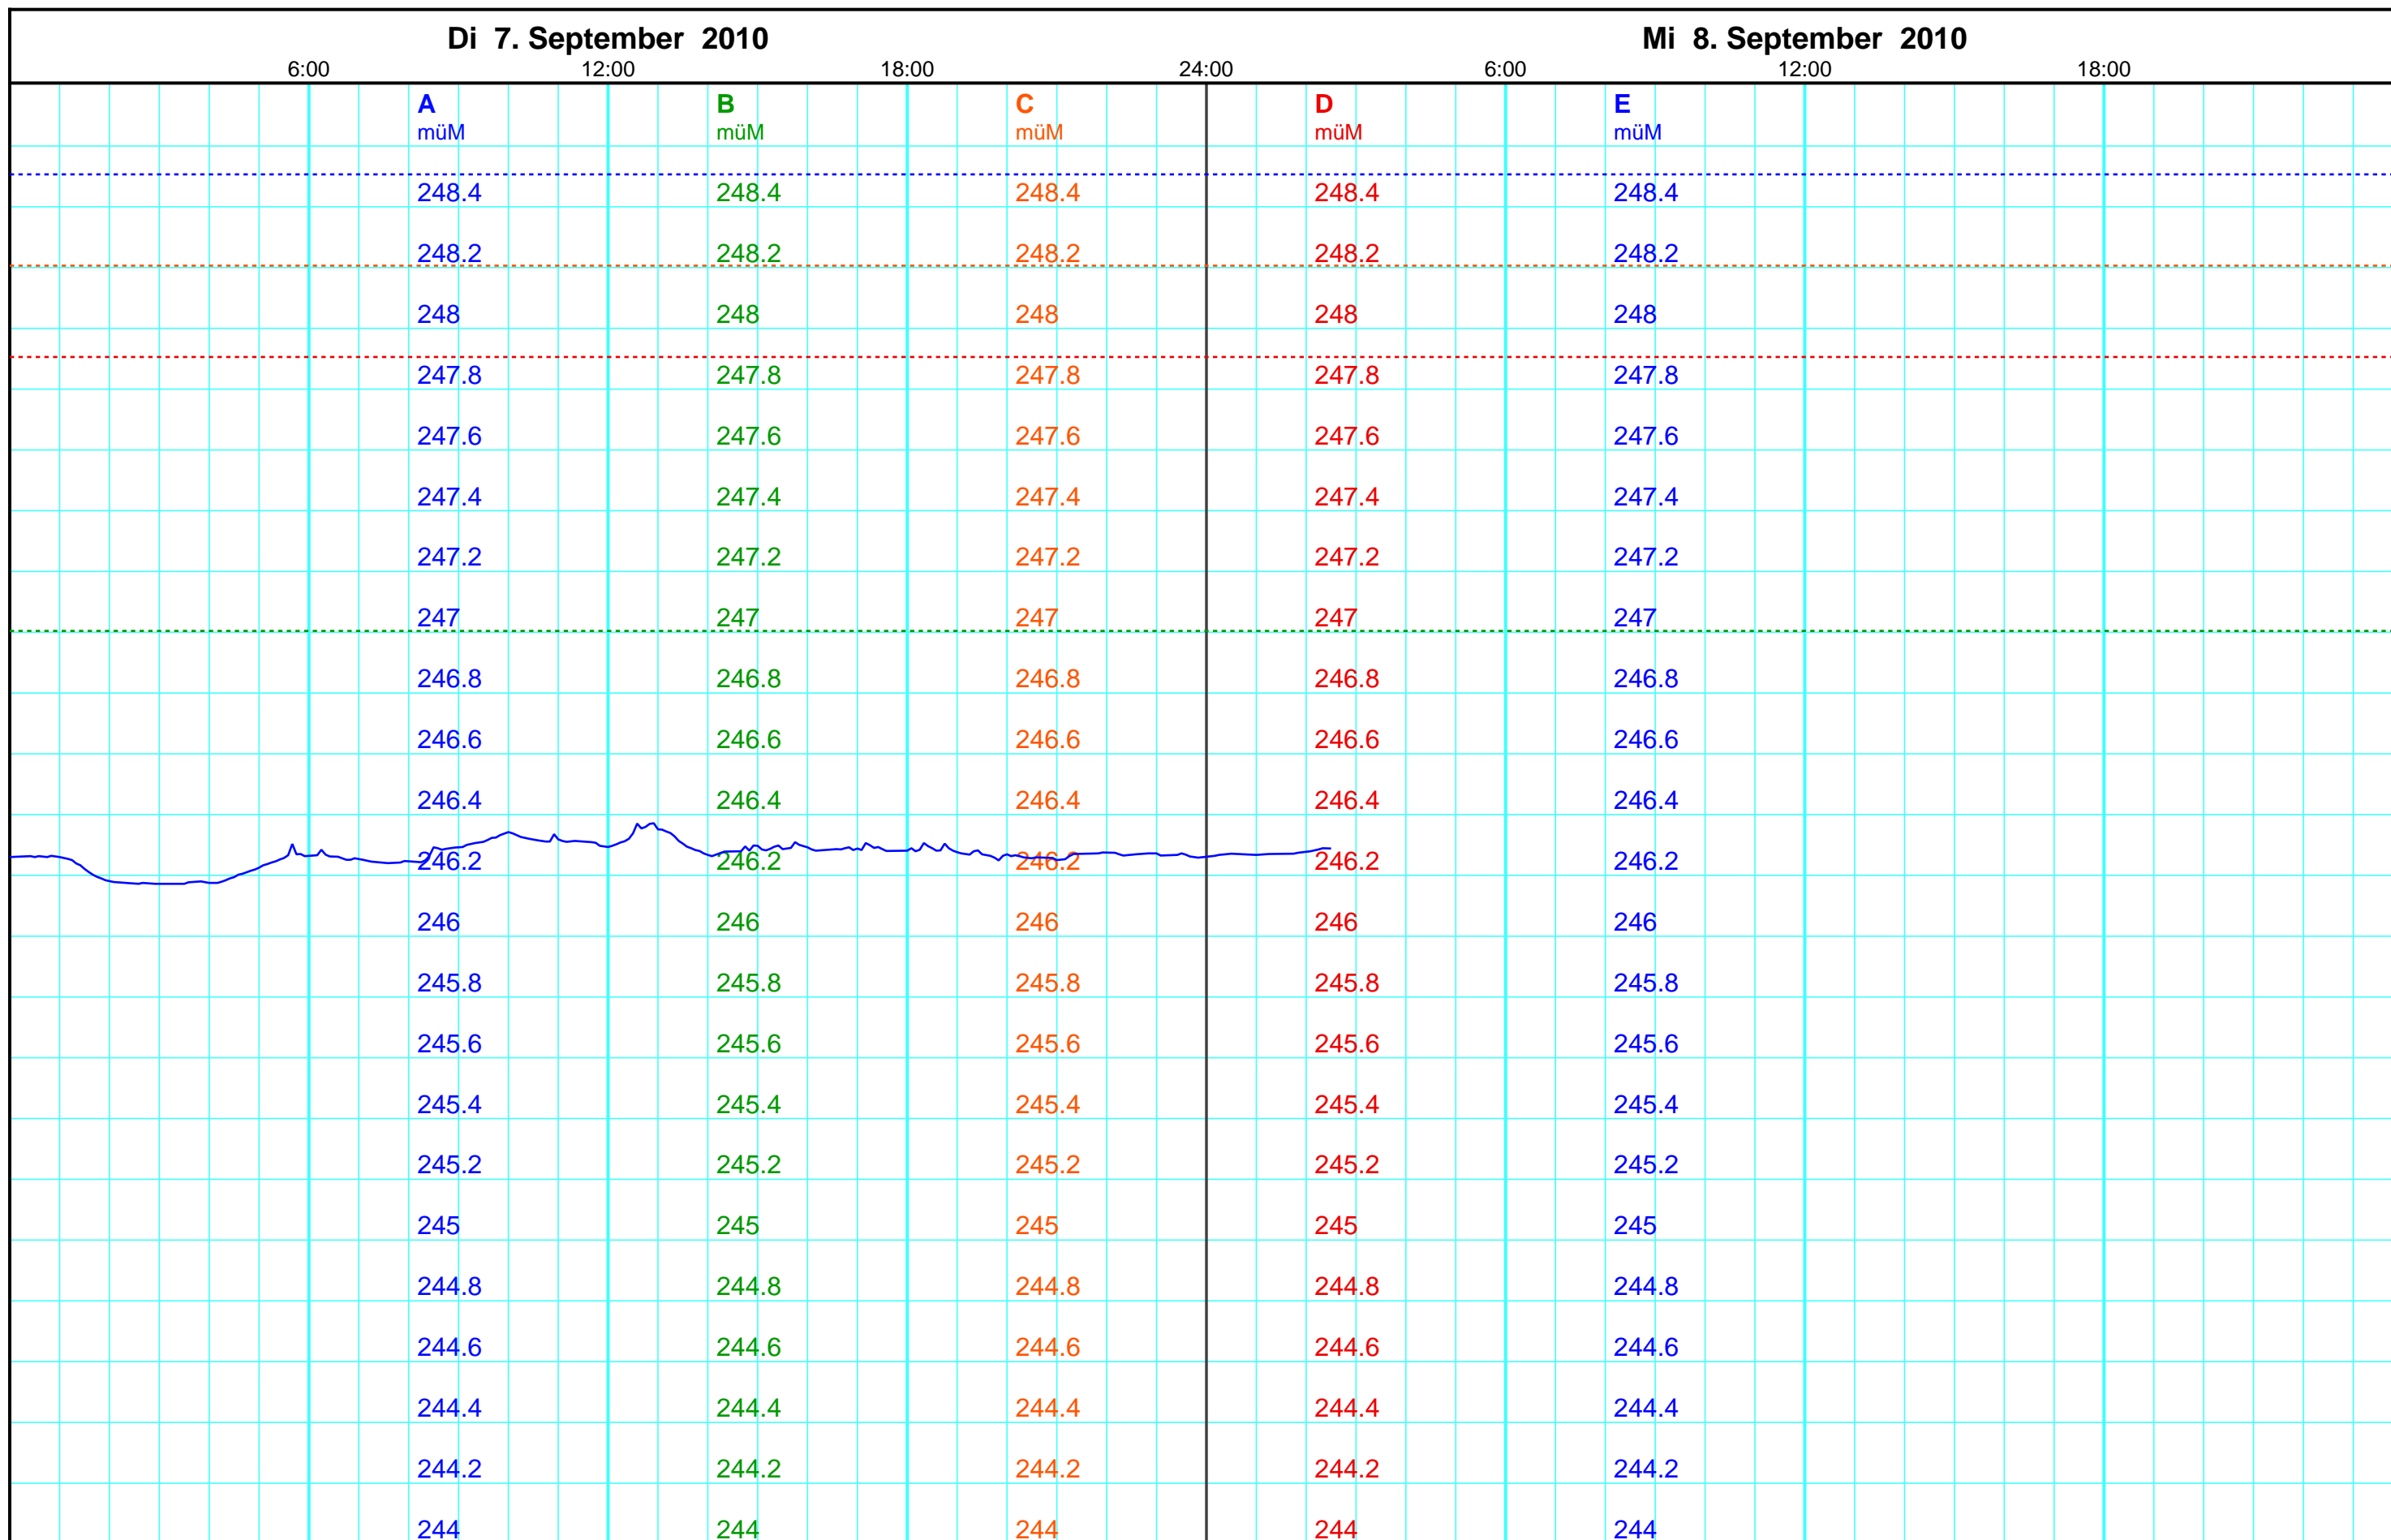 Di 7. September 2010 Mi 8. September 2010
6:00 12:00 18:00 24:00 6:00 12:00 18:00
A B C D E
müM müM müM müM müM
248.4 248.4 248.4 248.4 248.4
248.2 248.2 248.2 248.2 248.2
248 248 248 248 248
247.8 247.8 247.8 247.8 247.8
247.6 247.6 247.6 247.6 247.6
247.4 247.4 247.4 247.4 247.4
247.2 247.2 247.2 247.2 247.2
247 247 247 247 247
246.8 246.8 246.8 246.8 246.8
246.6 246.6 246.6 246.6 246.6
246.4 246.4 246.4 246.4 246.4
246.2 246.2 246.2 246.2 246.2
246 246 246 246 246
245.8 245.8 245.8 245.8 245.8
245.6 245.6 245.6 245.6 245.6
245.4 245.4 245.4 245.4 245.4
245.2 245.2 245.2 245.2 245.2
245 245 245 245 245
244.8 244.8 244.8 244.8 244.8
244.6 244.6 244.6 244.6 244.6
244.4 244.4 244.4 244.4 244.4
244.2 244.2 244.2 244.2 244.2
244 244 244 244 244